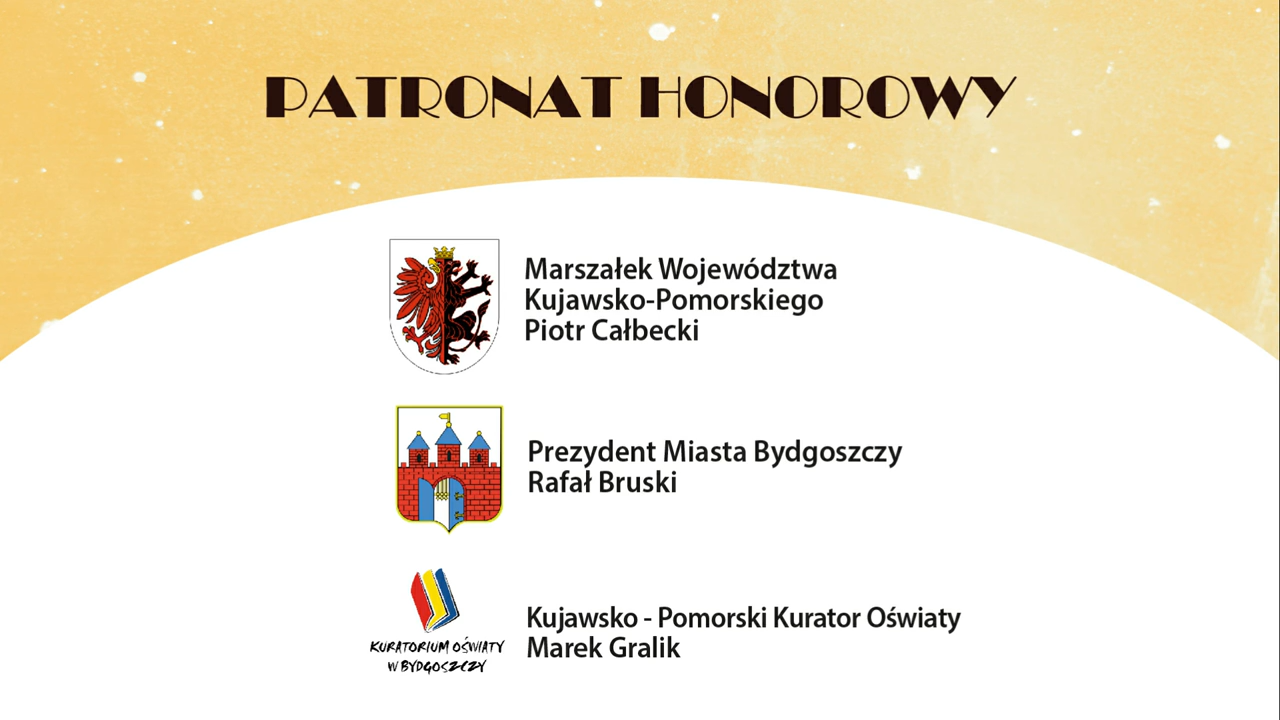 PATRONAT HONOROWY
Marszałek Województwa
Kujawsko-Pomorskiego
Piotr Całbecki
Prezydent Miasta Bydgoszczy
Rafał Bruski
KURATORIUM OŚWIATY
W BYDGOSZCZY
Kujawsko - Pomorski Kurator Oświaty
Marek Gralik